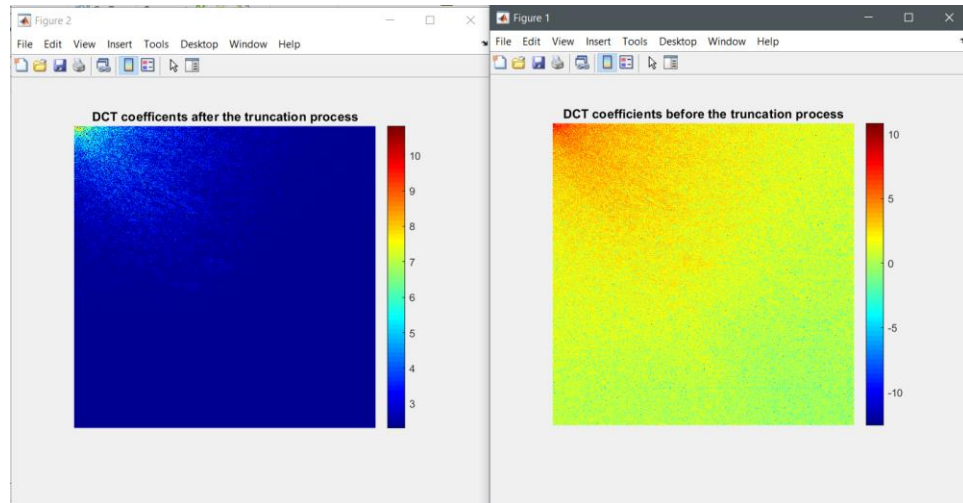 Figure 2
File Edit View Insert Tools Desktop Window Help
DCT coefficents after the truncation process
10
9
8
7
6
5
4
3
Figure 1
File Edit View Insert Tools Desktop Window Help
DCT coefficients before the truncation process
10
5
0
-5
-10